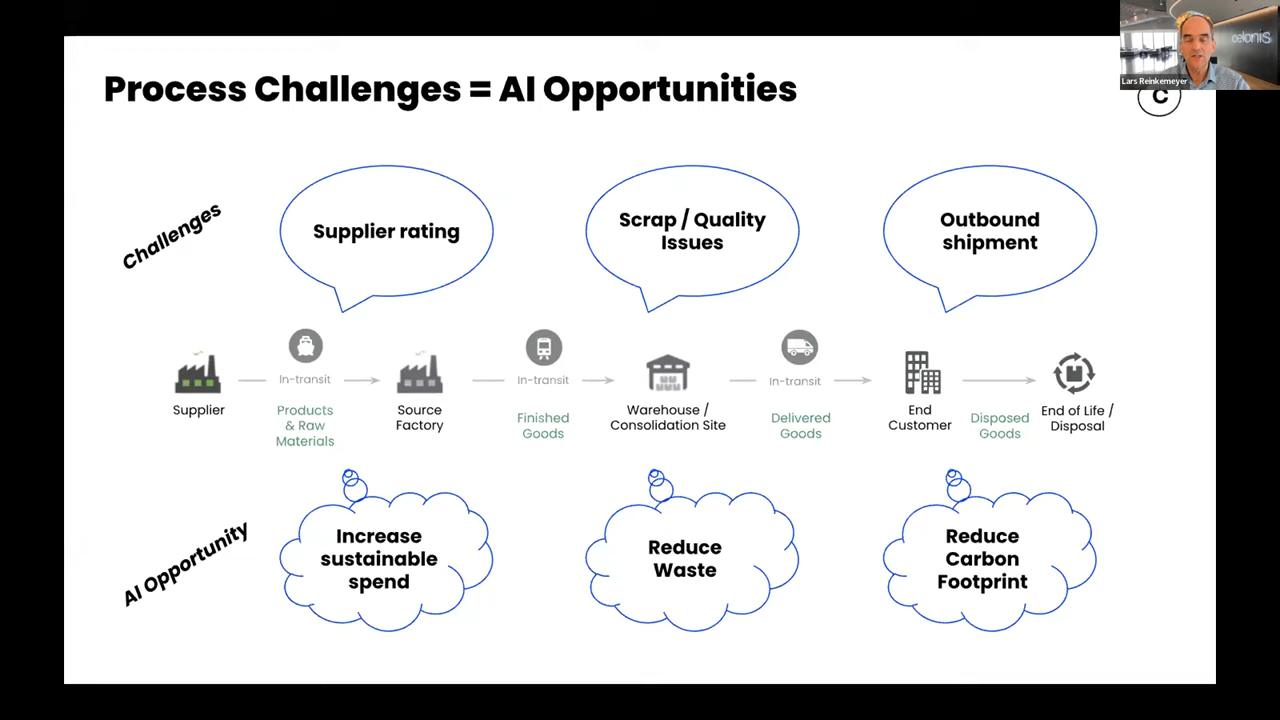 Process Challenges = AI Opportunities
celonis
Lars Reinkemeyer
C
Challenges
Supplier rating
Scrap / Quality
Issues
Outbound
shipment
In-transit
In-transit
In-transit
Supplier
Products
& Raw
Materials
Source
Factory
Finished
Goods
Warehouse /
Consolidation Site
Delivered
Goods
End
Customer
Disposed
Goods
End of Life /
Disposal
AI Opportunity
Increase
sustainable
spend
Reduce
Waste
Reduce
Carbon
Footprint